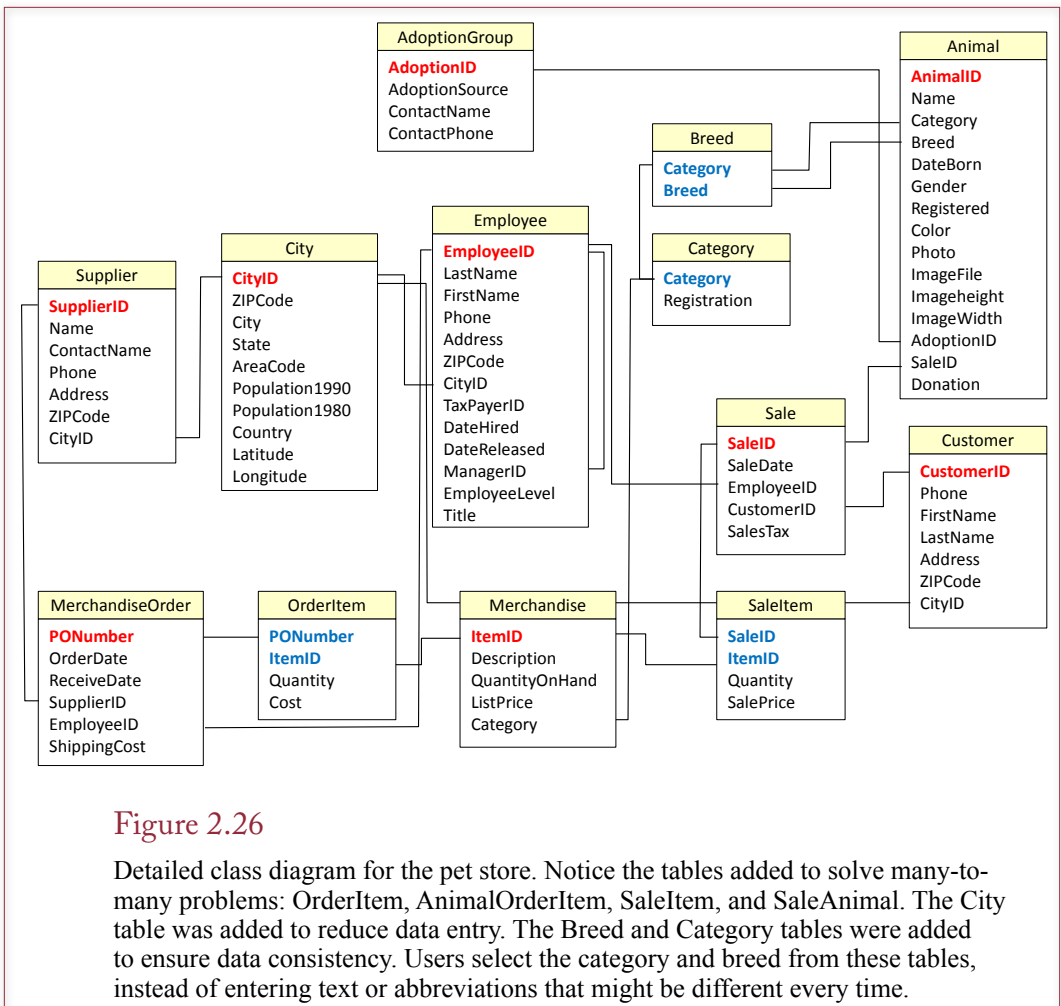 AdoptionGroup
AdoptionID
AdoptionSource
ContactName
ContactPhone
Animal
AnimalID
Name
Category
Breed
DateBorn
Gender
Registered
Color
Photo
ImageFile
Imageheight
ImageWidth
AdoptionID
SaleID
Donation
Breed
Category
Breed
Employee
EmployeeID
LastName
FirstName
Phone
Address
ZIPCode
CityID
TaxPayerID
DateHired
DateReleased
ManagerID
EmployeeLevel
Title
City
CityID
ZIPCode
City
State
AreaCode
Population1990
Population1980
Country
Latitude
Longitude
Category
Category
Registration
Supplier
SupplierID
Name
ContactName
Phone
Address
ZIPCode
CityID
Sale
SaleID
SaleDate
EmployeeID
CustomerID
SalesTax
Customer
CustomerID
Phone
FirstName
LastName
Address
ZIPCode
CityID
MerchandiseOrder
PONumber
OrderDate
ReceiveDate
SupplierID
EmployeeID
ShippingCost
OrderItem
PONumber
ItemID
Quantity
Cost
Merchandise
ItemID
Description
QuantityOnHand
ListPrice
Category
SaleItem
SaleID
ItemID
Quantity
SalePrice
Figure 2.26
Detailed class diagram for the pet store. Notice the tables added to solve many-to-
many problems: OrderItem, AnimalOrderItem, SaleItem, and SaleAnimal. The City
table was added to reduce data entry. The Breed and Category tables were added
to ensure data consistency. Users select the category and breed from these tables,
instead of entering text or abbreviations that might be different every time.